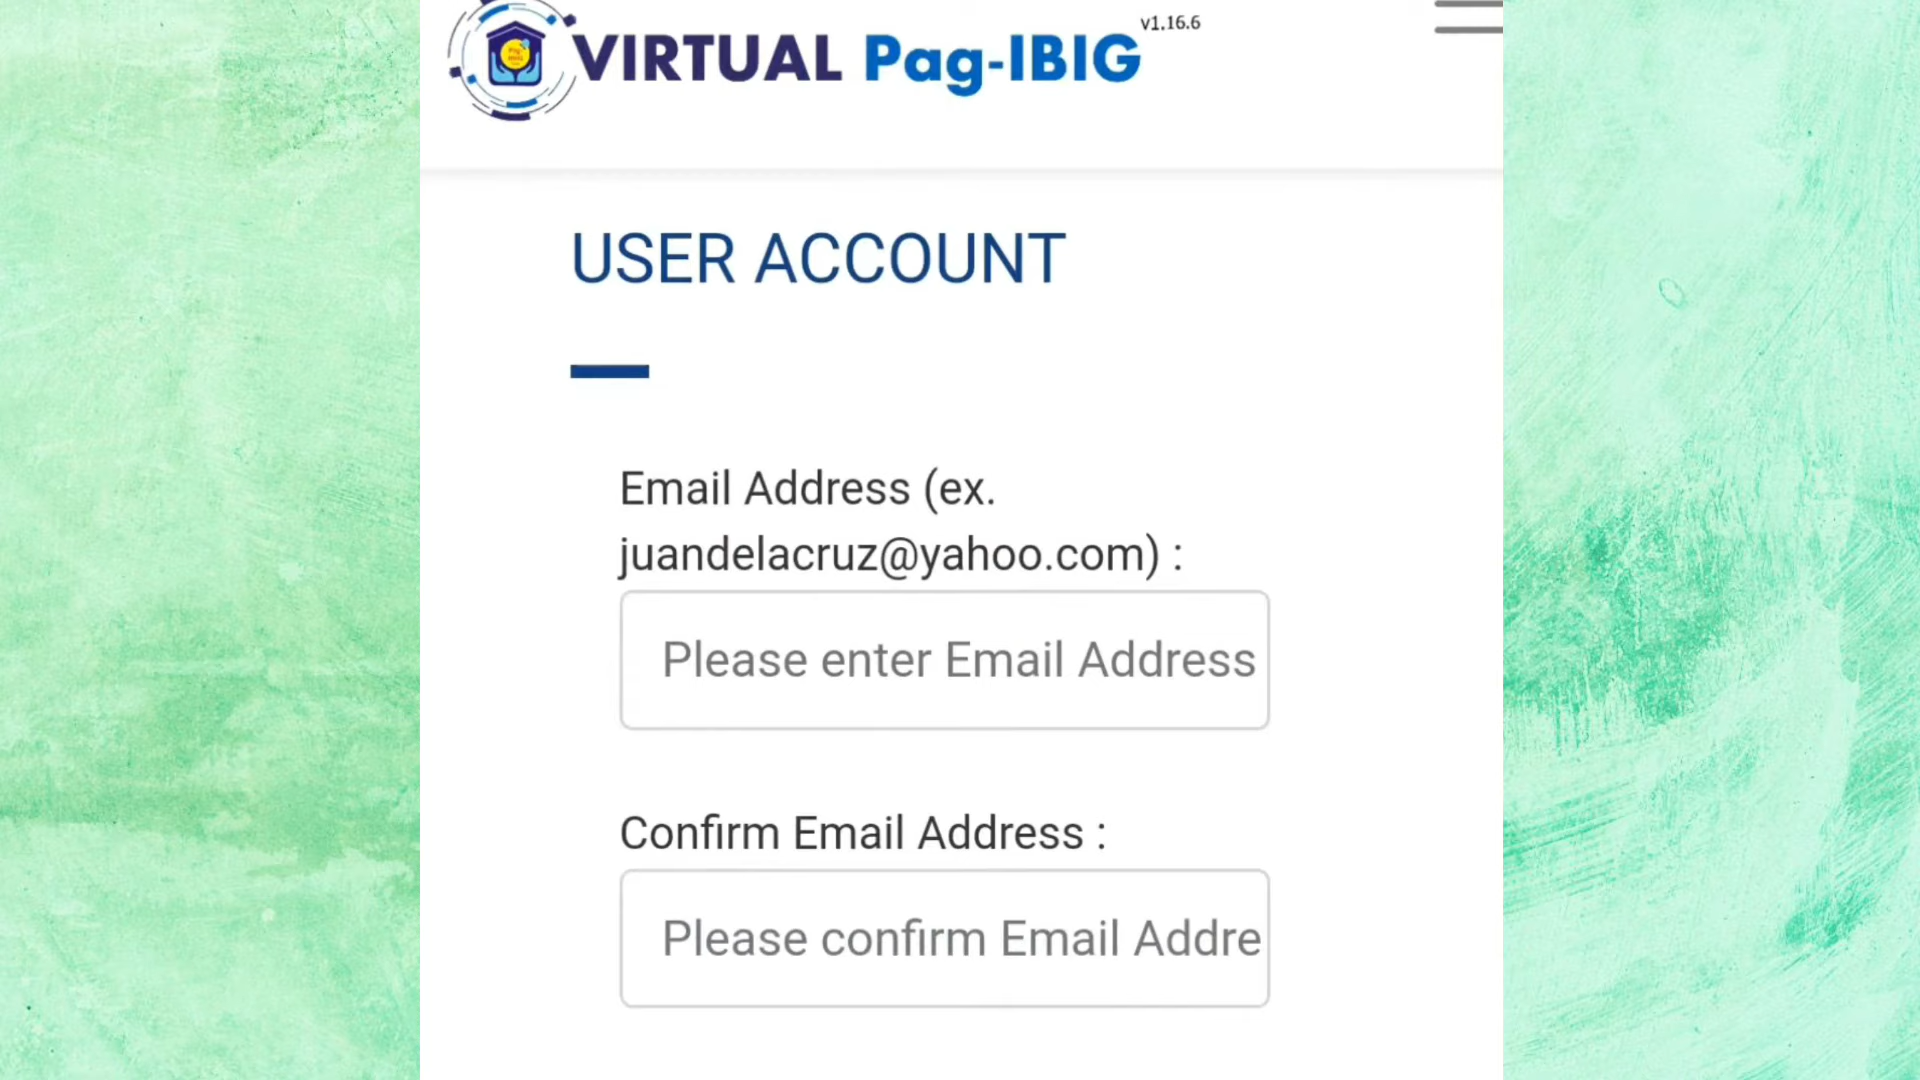 VIRTUAL Pag-IBIG v1.16.6
USER ACCOUNT
Email Address (ex.
juandelacruz@yahoo.com) :
Please enter Email Address
Confirm Email Address :
Please confirm Email Addre